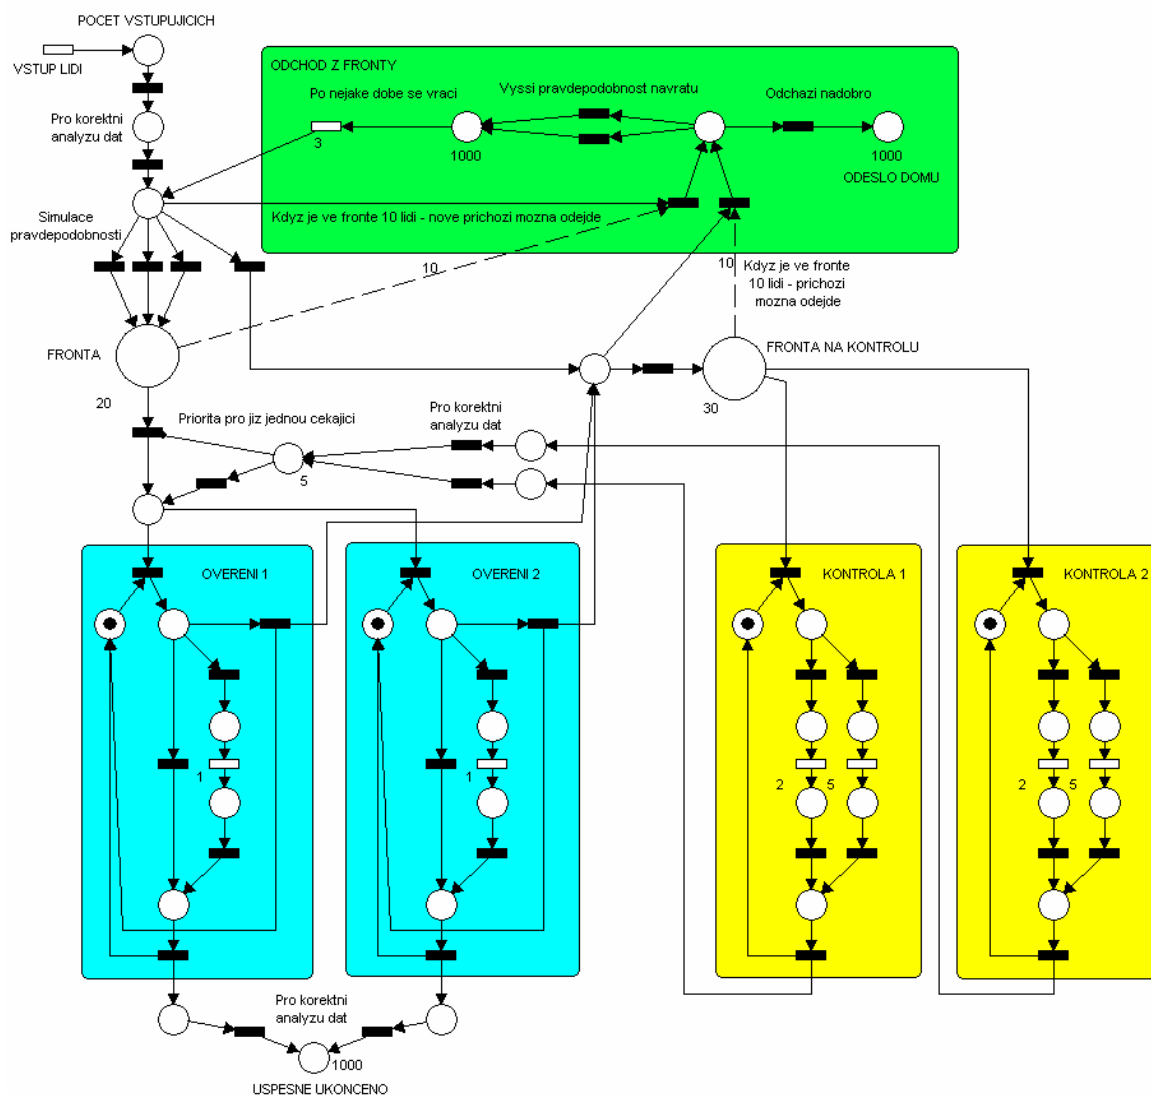 POCET VSTUPUJICICH
VSTUP LIDI
ODCHOD Z FRONTY
Po nejake dobe se vraci
Vyssi pravdepodobnost navratu
Odchazi nadobro
Pro korektni
analyzu dat
3
1000
1000
ODESLO DOMU
Simulace
pravdepodobnosti
Kdyz je ve fronte 10 lidi - nove prichozi mozna odejde
10
10
Kdyz je ve fronte
10 lidi - prichozi
mozna odejde
FRONTA
FRONTA NA KONTROLU
20
30
Priorita pro jiz jednou cekajici
Pro korektni
analyzu dat
5
OVERENI 1
OVERENI 2
KONTROLA 1
KONTROLA 2
1
1
2
5
2
5
Pro korektni
analyzu dat
1000
USPESNE UKONCENO